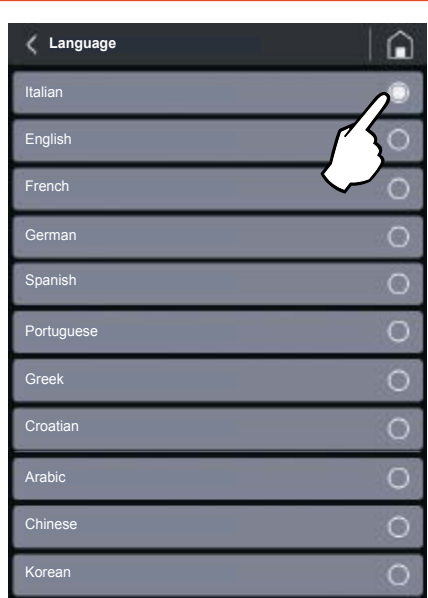 Language
Italian
English
French
German
Spanish
Portuguese
Greek
Croatian
Arabic
Chinese
Korean